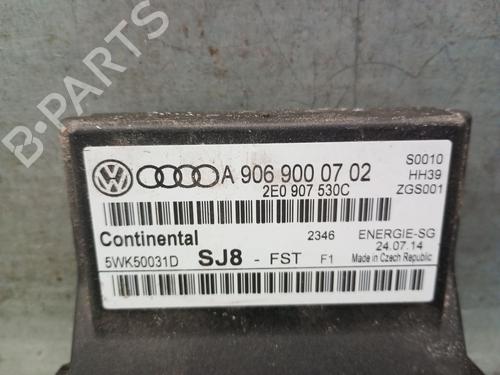 B-PARTS
A 906 900 07 02
2E0 907 530C
S0010
HH39
ZGS001
Continental
2346
ENERGIE-SG
24.07.14
5WK50031D
SJ8 - FST
F1
Made in Czech Republic